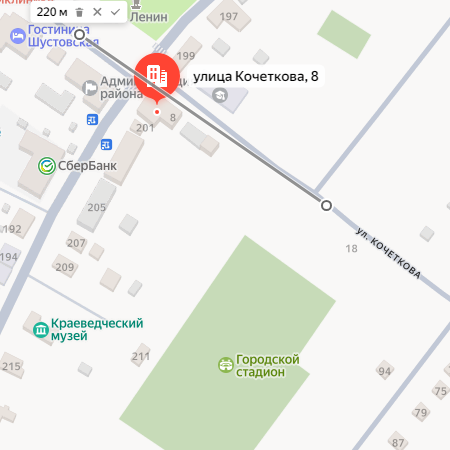 220 м
Ленин
Гостиница
Шустовская
199
Адми
района
улица Кочеткова, 8
8
201
СберБанк
205
192
207
194
209
18
ул. КОЧЕТКОВА
Краеведческий
музей
211
215
Городской
стадион
94
75
79
87